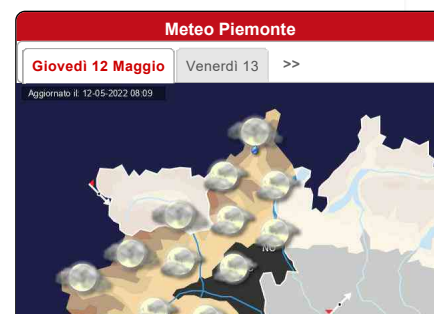 Meteo Piemonte
Giovedì 12 Maggio
Venerdì 13
>>
Aggiornato il: 12-05-2022 08:09
NO